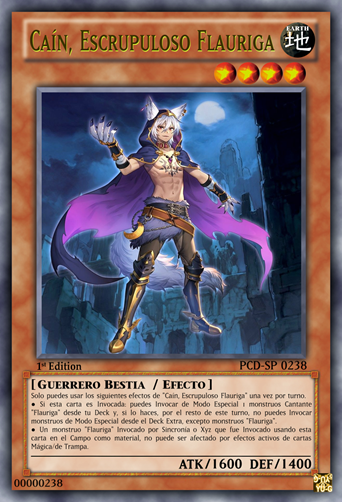 Caín, Escrupuloso Flauriga
EARTH
地
1st Edition
PCD-SP 0238
[ Guerrero Bestia / Efecto ]
Solo puedes usar los siguientes efectos de "Cain, Escrupuloso Flauriga" una vez por turno.
● Si esta carta es Invocada: puedes Invocar de Modo Especial 1 monstruos Cantante
"Flauriga" desde tu Deck y, si lo haces, por el resto de este turno, no puedes Invocar
monstruos de Modo Especial desde el Deck Extra, excepto monstruos "Flauriga".
● Un monstruo "Flauriga" Invocado por Sincronía o Xyz que fue Invocado usando esta
carta en el Campo como material, no puede ser afectado por efectos activos de cartas
Mágica/de Trampa.
ATK/1600 DEF/1400
00000238